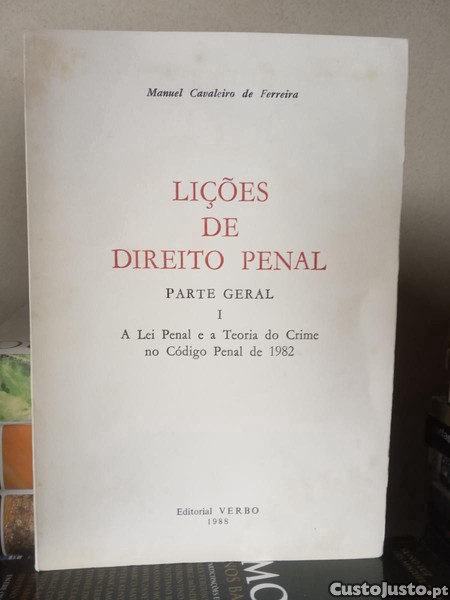 Manuel Cavaleiro de Ferreira
LIÇÕES
DE
DIREITO PENAL
PARTE GERAL
I
A Lei Penal e a Teoria do Crime
no Código Penal de 1982
Editorial VERBO
1988
CustoJusto.pt